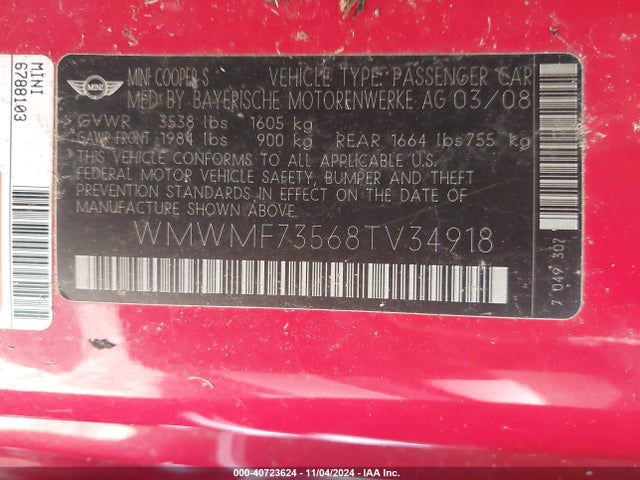 MINI
6788103
MINI
MINI COOPER S VEHICLE TYPE: PASSENGER CAR
MFD BY BAYERISCHE MOTORENWERKE AG 03/08
GVWR 3538 lbs 1605 kg
GAWR FRONT 1984 lbs 900 kg REAR 1664 lbs 755 kg
THIS VEHICLE CONFORMS TO ALL APPLICABLE U.S.
FEDERAL MOTOR VEHICLE SAFETY, BUMPER AND THEFT
PREVENTION STANDARDS IN EFFECT ON THE DATE OF
MANUFACTURE SHOWN ABOVE.
WMWMF73568TV34918
7 049 307
000-40723624 - 11/04/2024 - IAA Inc.